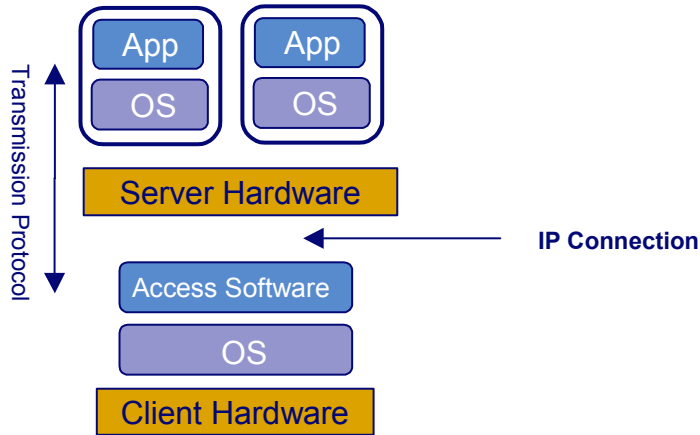 App
App
OS
OS
Transmission Protocol
Server Hardware
IP Connection
Access Software
OS
Client Hardware